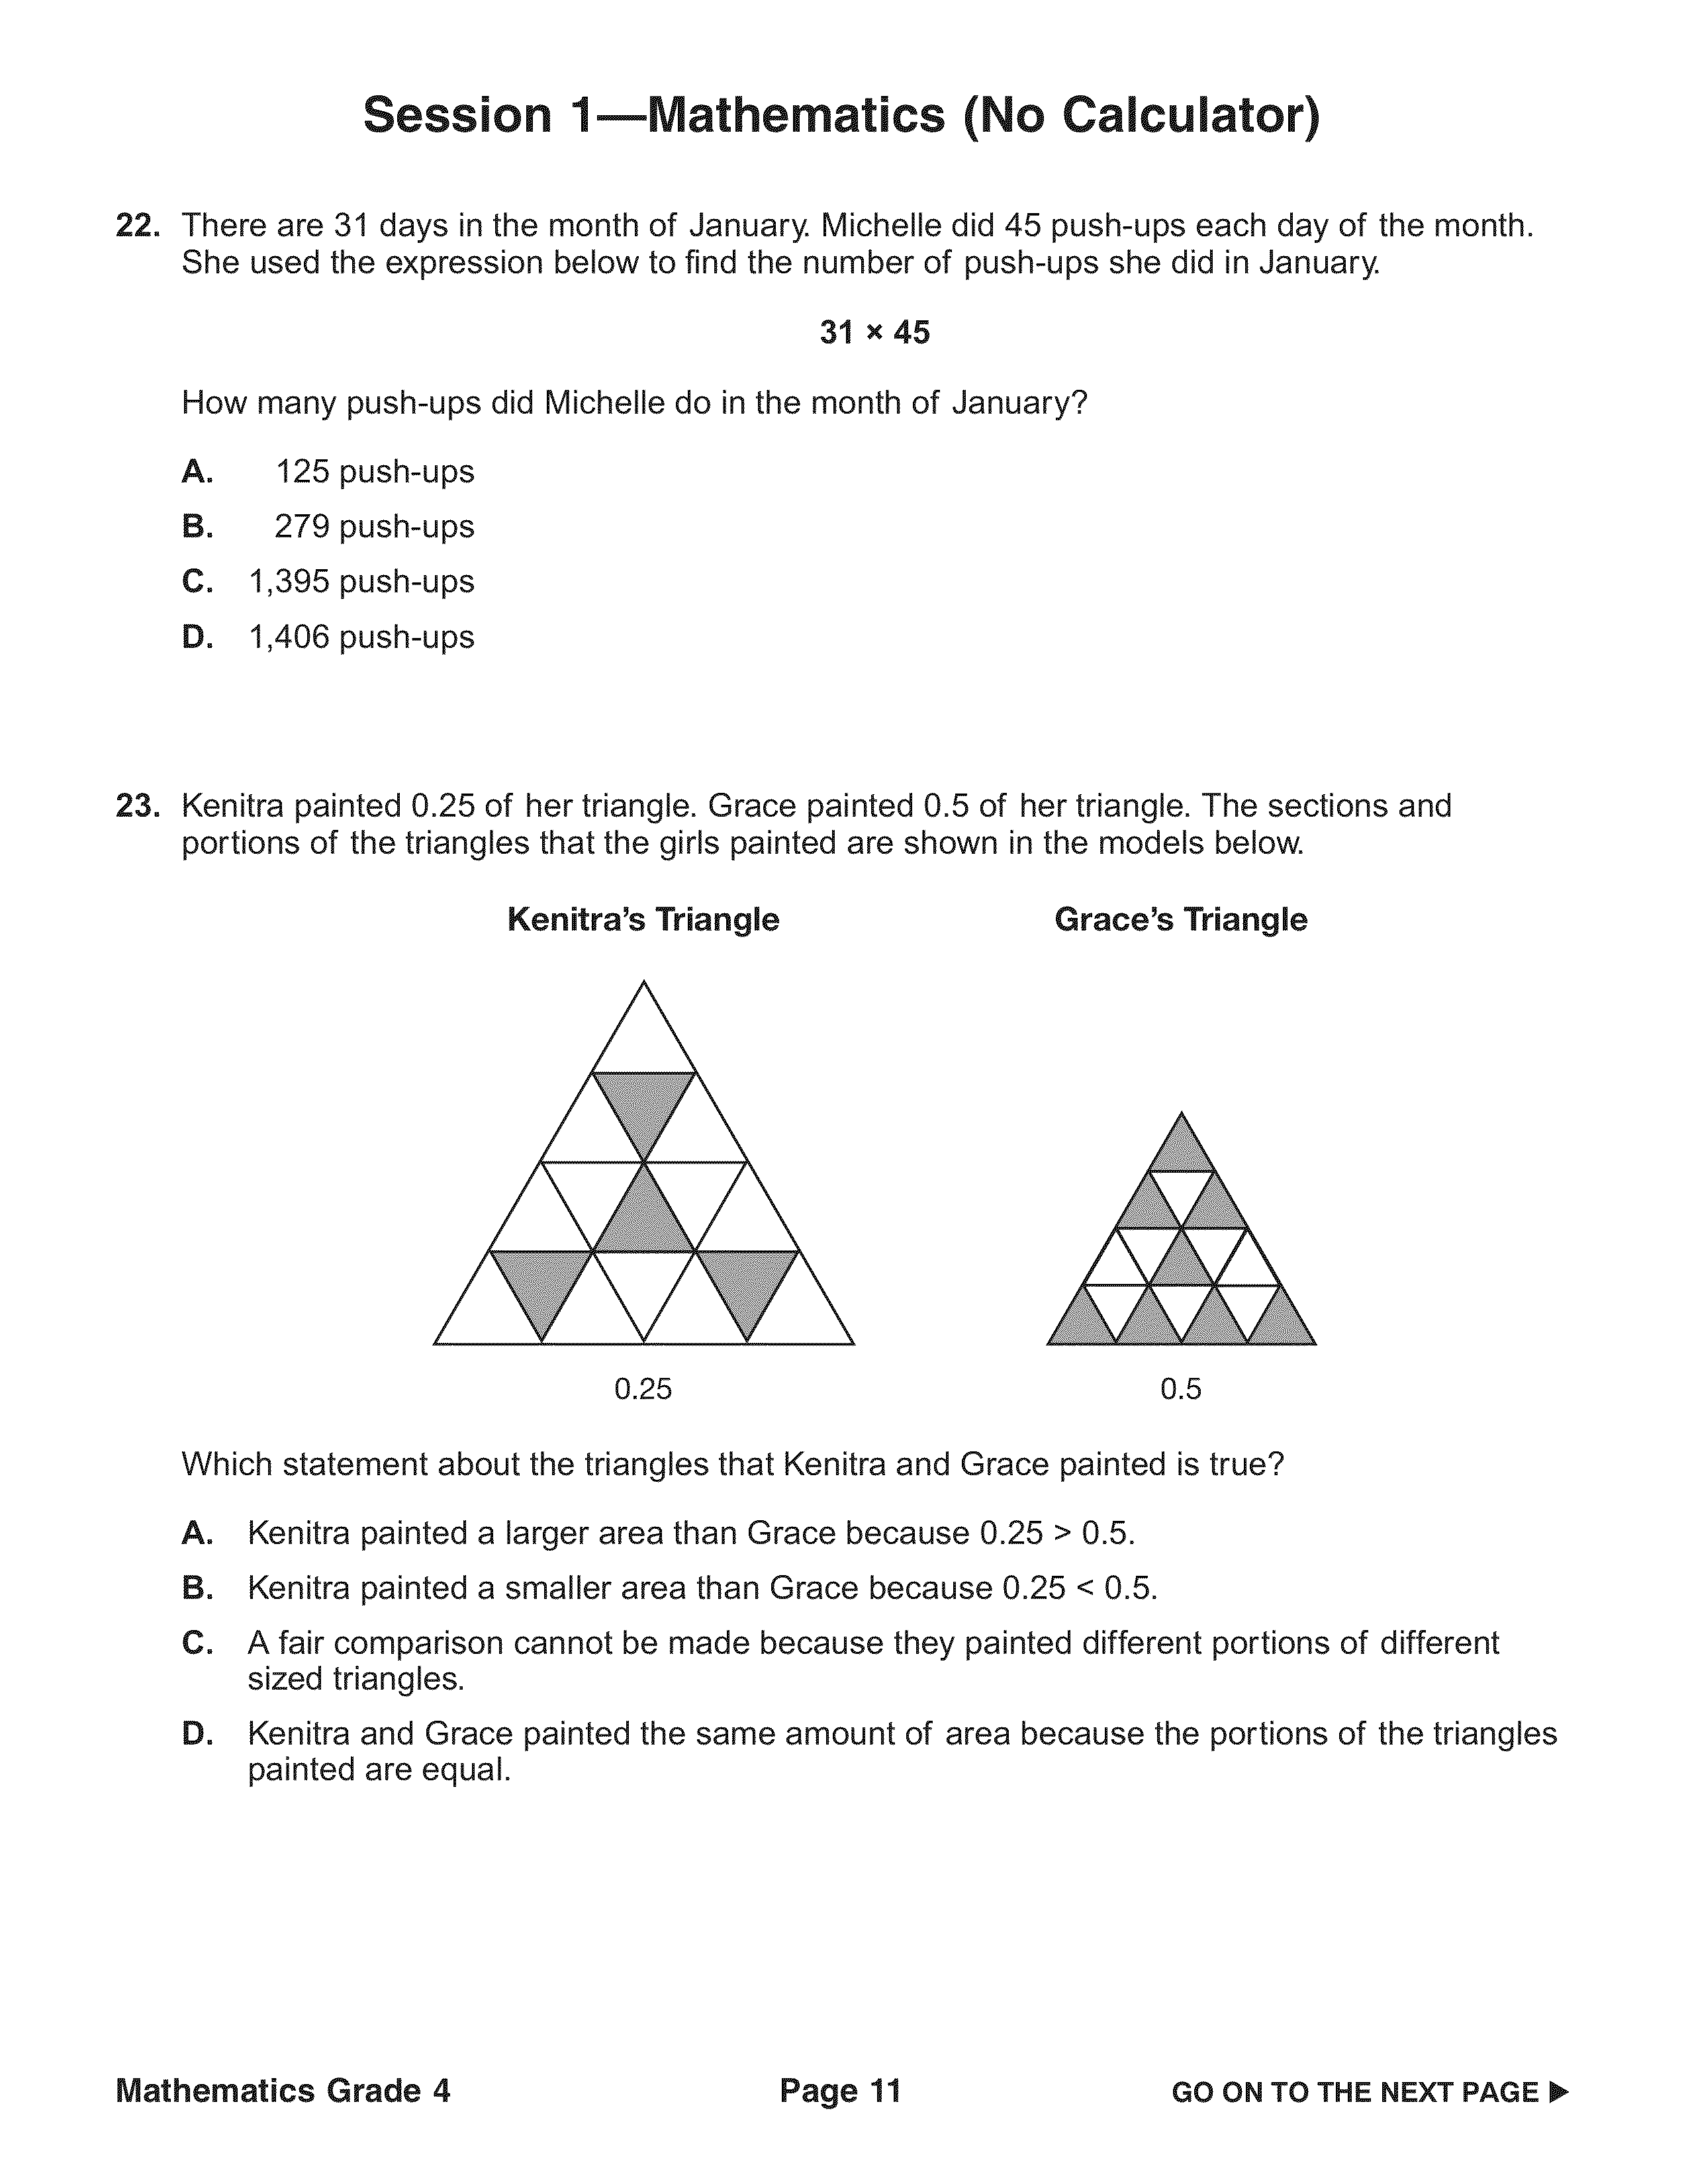 Session 1—Mathematics (No Calculator)
22. There are 31 days in the month of January. Michelle did 45 push-ups each day of the month.
She used the expression below to find the number of push-ups she did in January.
31 × 45
How many push-ups did Michelle do in the month of January?
A. 125 push-ups
B. 279 push-ups
C. 1,395 push-ups
D. 1,406 push-ups
23. Kenitra painted 0.25 of her triangle. Grace painted 0.5 of her triangle. The sections and
portions of the triangles that the girls painted are shown in the models below.
Kenitra’s Triangle Grace’s Triangle
0.25 0.5
Which statement about the triangles that Kenitra and Grace painted is true?
A. Kenitra painted a larger area than Grace because 0.25 > 0.5.
B. Kenitra painted a smaller area than Grace because 0.25 < 0.5.
C. A fair comparison cannot be made because they painted different portions of different
sized triangles.
D. Kenitra and Grace painted the same amount of area because the portions of the triangles
painted are equal.
Mathematics Grade 4 Page 11 GO ON TO THE NEXT PAGE ►